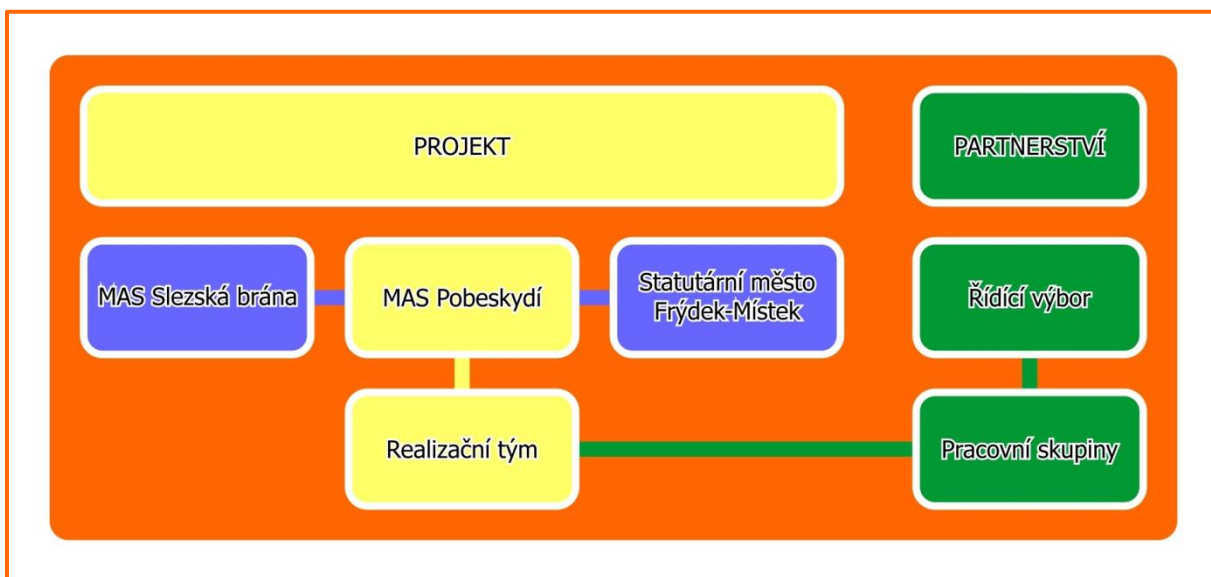 PROJEKT
PARTNERSTVÍ
MAS Slezská brána
MAS Pobeskydí
Statutární město
Frýdek-Místek
Řídící výbor
Realizační tým
Pracovní skupiny